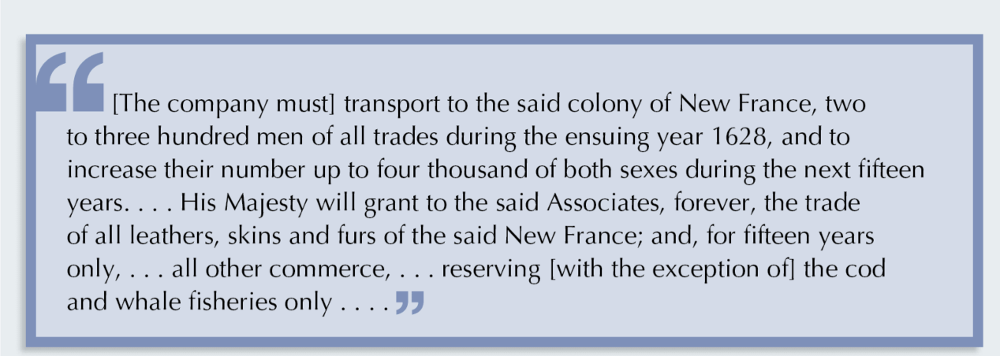 “[The company must] transport to the said colony of New France, two
to three hundred men of all trades during the ensuing year 1628, and to
increase their number up to four thousand of both sexes during the next fifteen
years. . . . His Majesty will grant to the said Associates, forever, the trade
of all leathers, skins and furs of the said New France; and, for fifteen years
only, . . . all other commerce, . . . reserving [with the exception of] the cod
and whale fisheries only . . . .”